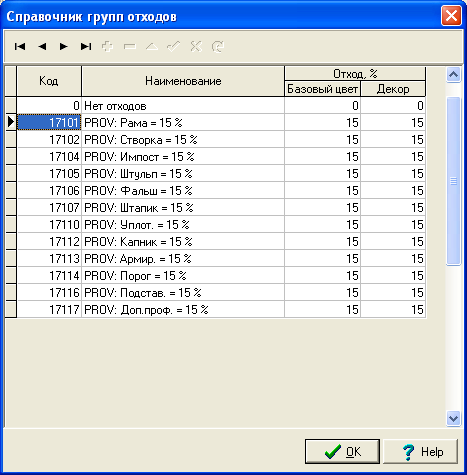 Справочник групп отходов
Код Наименование Отход, %
Базовый цвет Декор
0 Нет отходов 0 0
17101 PROV: Рама = 15 % 15 15
17102 PROV: Створка = 15 % 15 15
17104 PROV: Импост = 15 % 15 15
17105 PROV: Штульп = 15 % 15 15
17106 PROV: Фальш = 15 % 15 15
17107 PROV: Штапик = 15 % 15 15
17110 PROV: Уплот. = 15 % 15 15
17112 PROV: Капник = 15 % 15 15
17113 PROV: Армир. = 15 % 15 15
17114 PROV: Порог = 15 % 15 15
17116 PROV: Подстав. = 15 % 15 15
17117 PROV: Доп.проф. = 15 % 15 15
OK Help